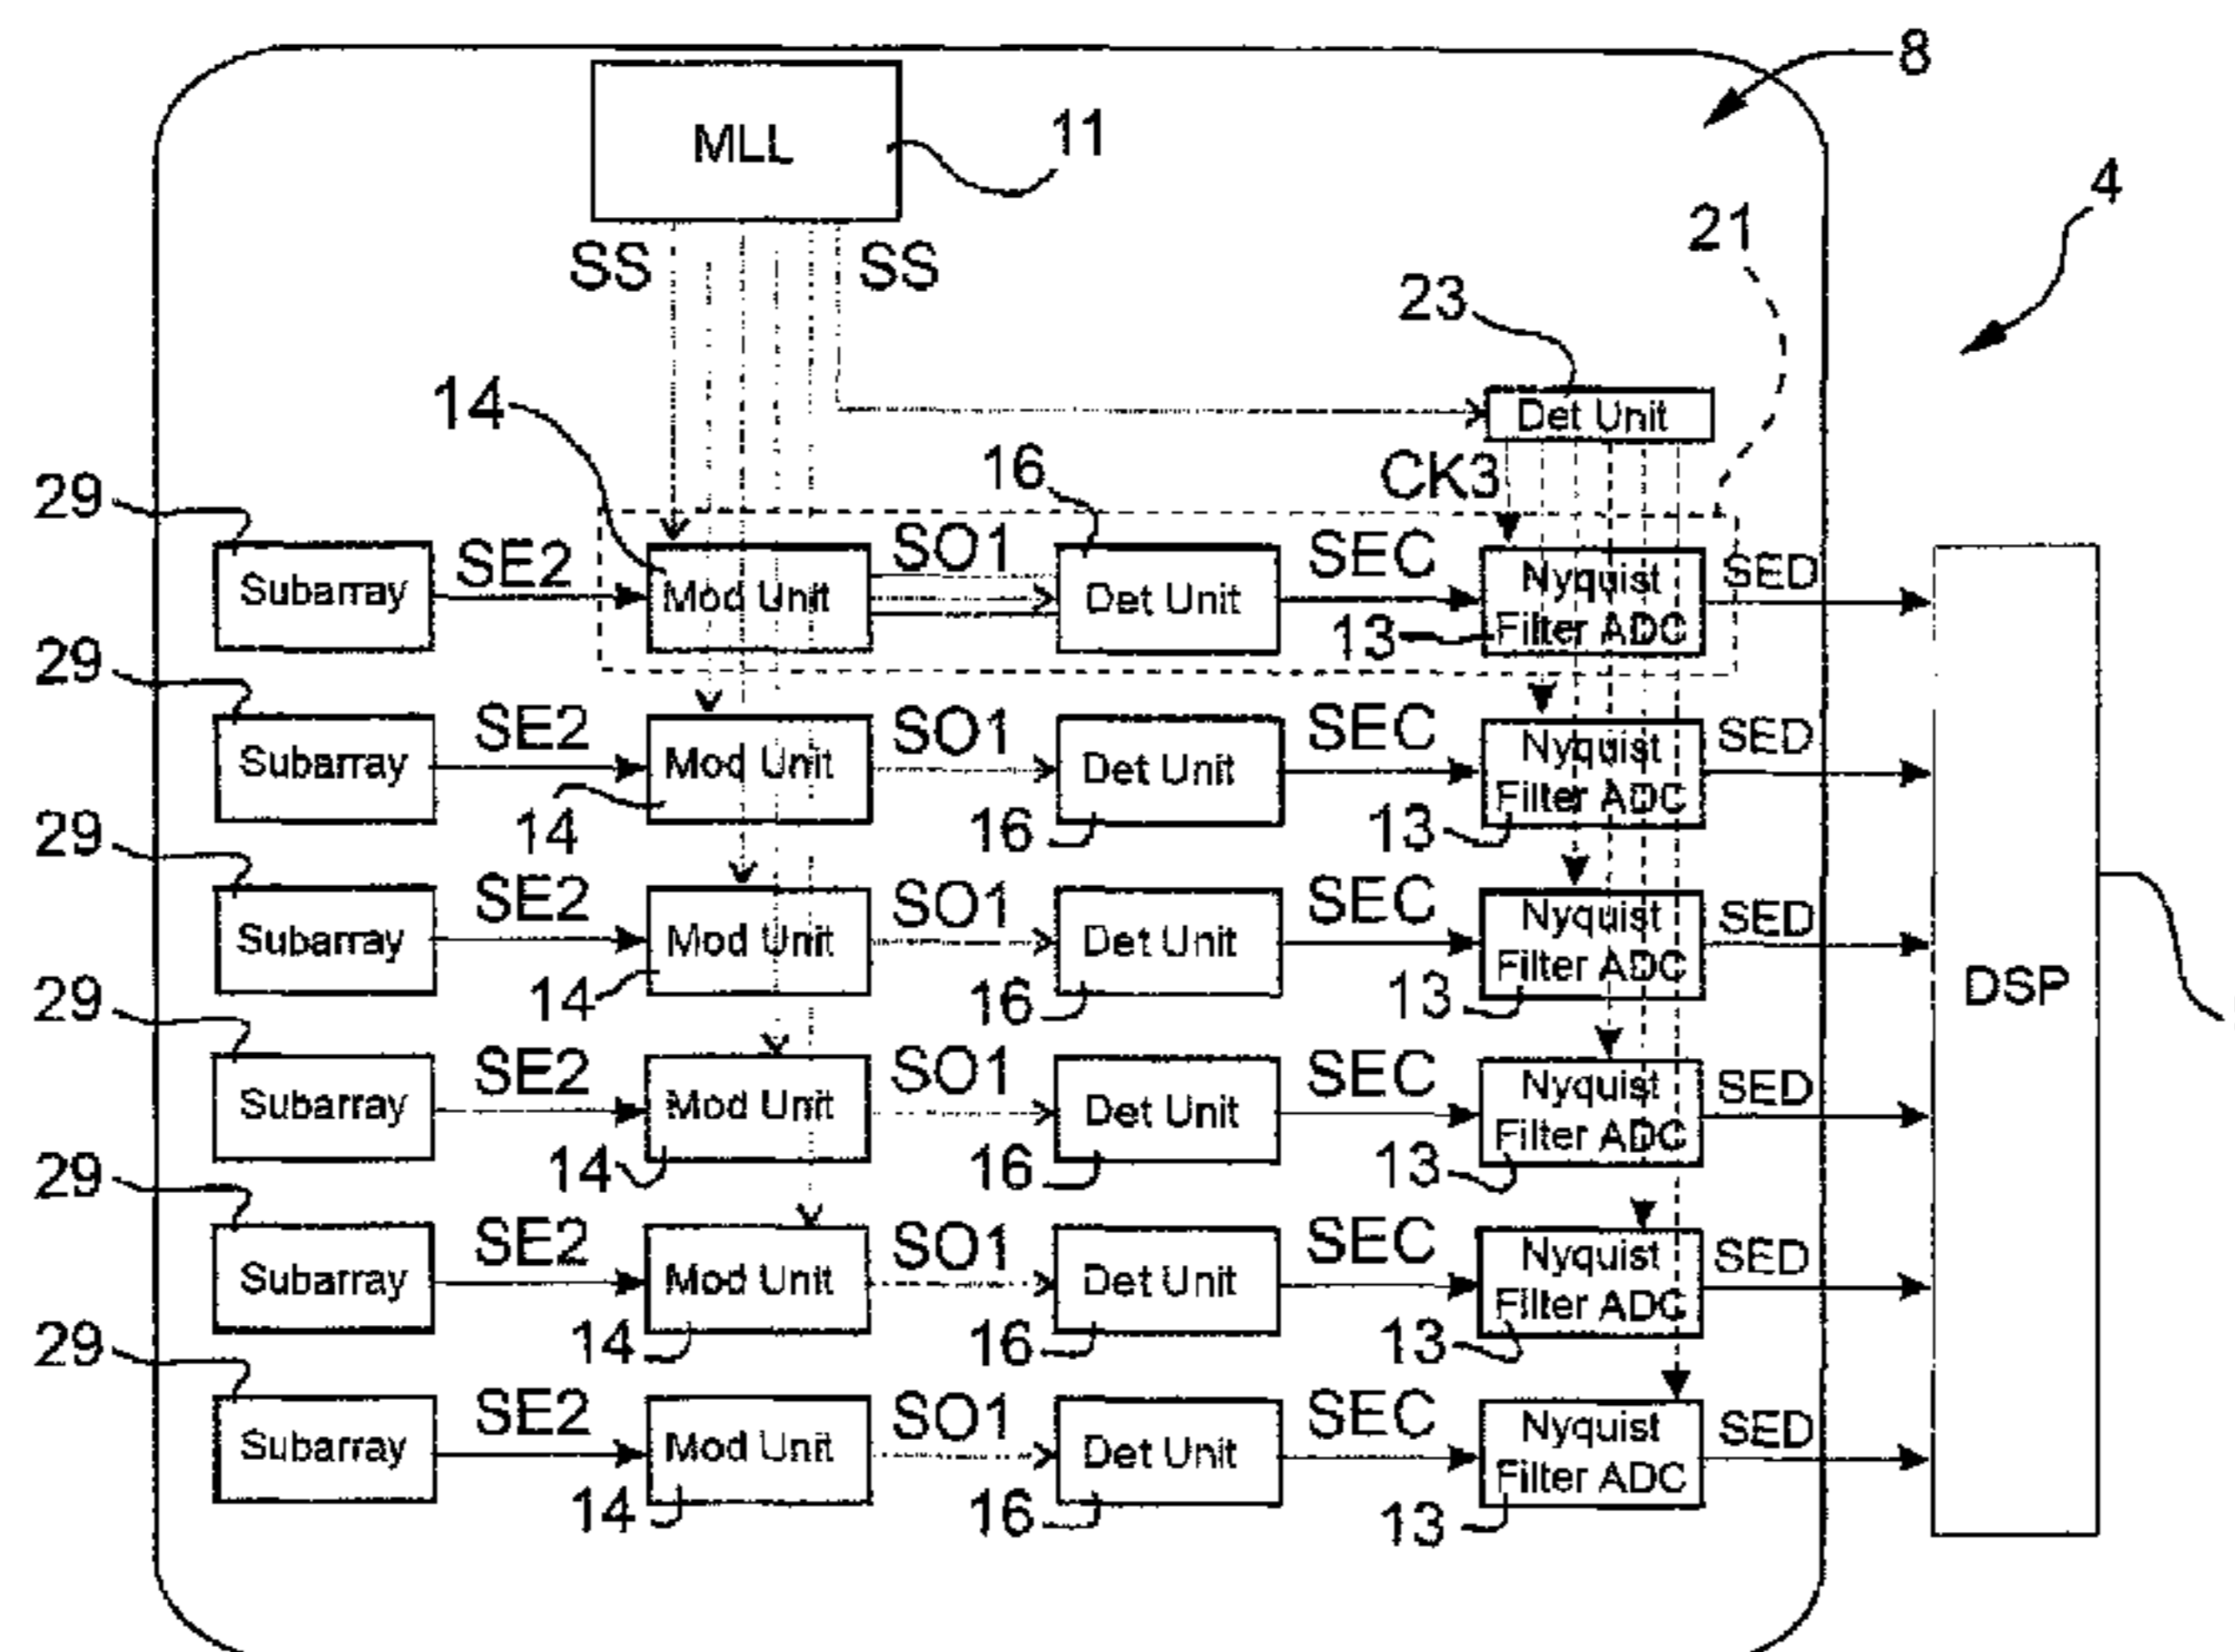 8
MLL
11
4
SS
SS
21
23
Det Unit
14
16
CK3
29
Subarray
SE2
Mod Unit
SO1
Det Unit
SEC
Nyquist
Filter ADC
13
SED
29
Subarray
SE2
Mod Unit
14
SO1
Det Unit
16
SEC
Nyquist
Filter ADC
13
SED
29
Subarray
SE2
Mod Unit
14
SO1
Det Unit
16
SEC
Nyquist
Filter ADC
13
SED
DSP
29
Subarray
SE2
Mod Unit
14
SO1
Det Unit
16
SEC
Nyquist
Filter ADC
13
SED
29
Subarray
SE2
Mod Unit
14
SO1
Det Unit
16
SEC
Nyquist
Filter ADC
13
SED
29
Subarray
SE2
Mod Unit
14
SO1
Det Unit
16
SEC
Nyquist
Filter ADC
13
SED